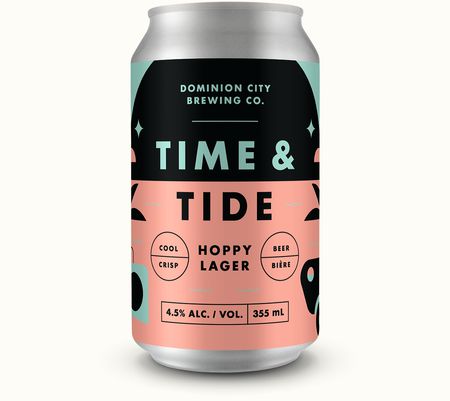 DOMINION CITY
BREWING CO.
TIME &
TIDE
COOL
CRISP
HOPPY
LAGER
BEER
BIÈRE
4.5% ALC. / VOL. 355 mL